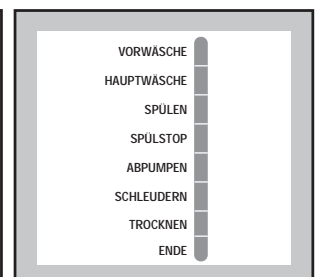 VORWÄSCHE
HAUPTWÄSCHE
SPÜLEN
SPÜLSTOP
ABPUMPEN
SCHLEUDERN
TROCKNEN
ENDE